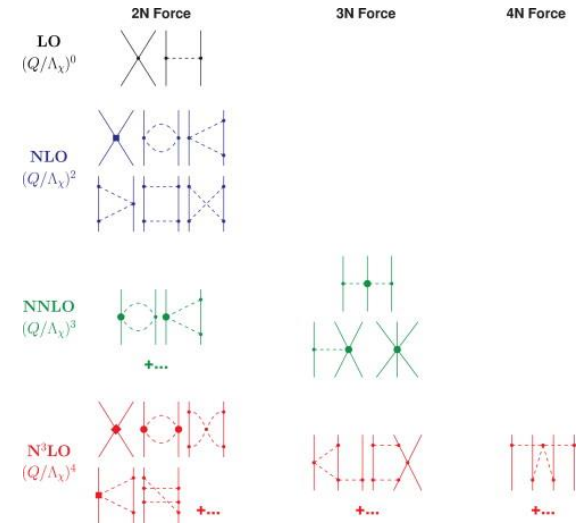 2N Force 3N Force 4N Force
LO
(Q/Λχ)⁰
NLO
(Q/Λχ)²
NNLO
(Q/Λχ)³
+...
N³LO
(Q/Λχ)⁴
+... +... +...